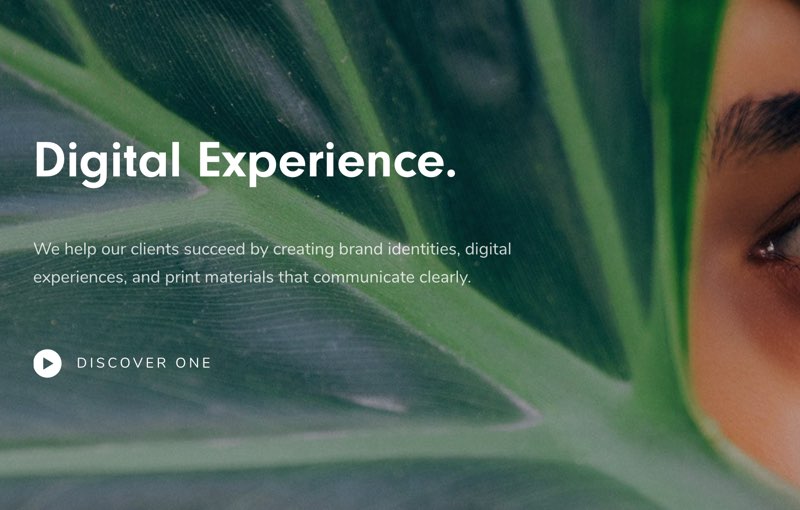 Digital Experience.
We help our clients succeed by creating brand identities, digital
experiences, and print materials that communicate clearly.
DISCOVER ONE